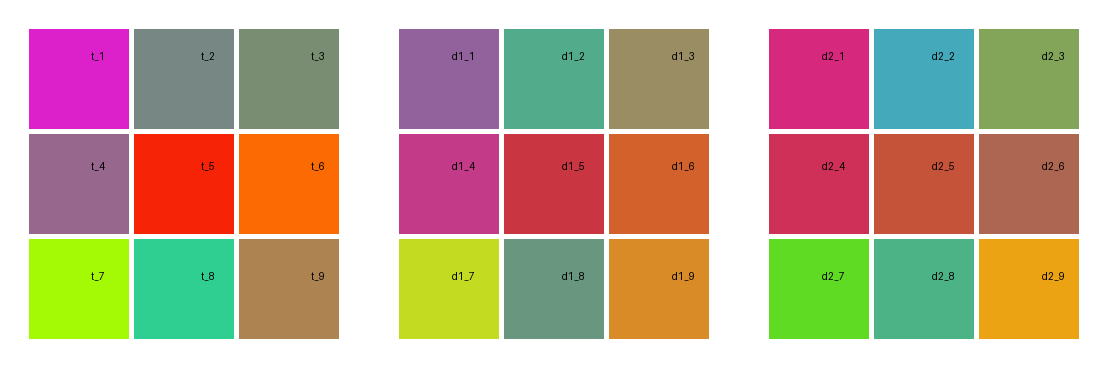 t_1 t_2 t_3 d1_1 d1_2 d1_3 d2_1 d2_2 d2_3
t_4 t_5 t_6 d1_4 d1_5 d1_6 d2_4 d2_5 d2_6
t_7 t_8 t_9 d1_7 d1_8 d1_9 d2_7 d2_8 d2_9